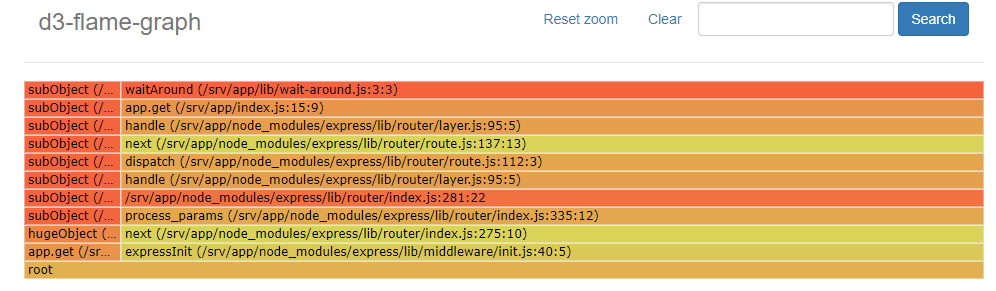 d3-flame-graph Reset zoom Clear Search
subObject (/... waitAround (/srv/app/lib/wait-around.js:3:3)
subObject (/... app.get (/srv/app/index.js:15:9)
subObject (/... handle (/srv/app/node_modules/express/lib/router/layer.js:95:5)
subObject (/... next (/srv/app/node_modules/express/lib/router/route.js:137:13)
subObject (/... dispatch (/srv/app/node_modules/express/lib/router/route.js:112:3)
subObject (/... handle (/srv/app/node_modules/express/lib/router/layer.js:95:5)
subObject (/... /srv/app/node_modules/express/lib/router/index.js:281:22
subObject (/... process_params (/srv/app/node_modules/express/lib/router/index.js:335:12)
hugeObject (... next (/srv/app/node_modules/express/lib/router/index.js:275:10)
app.get (/sr... expressInit (/srv/app/node_modules/express/lib/middleware/init.js:40:5)
root